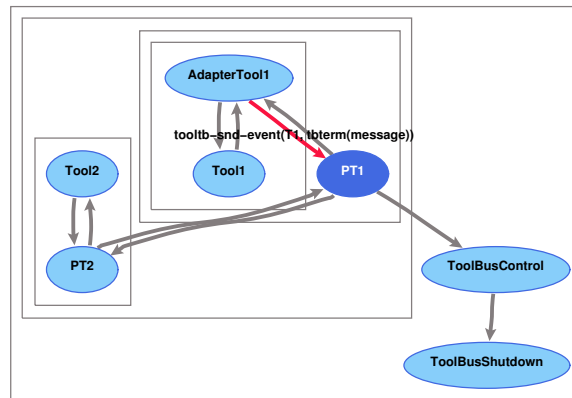 AdapterTool1
tooltb-snd-event(T1, tbterm(message))
Tool2
Tool1
PT1
PT2
ToolBusControl
ToolBusShutdown